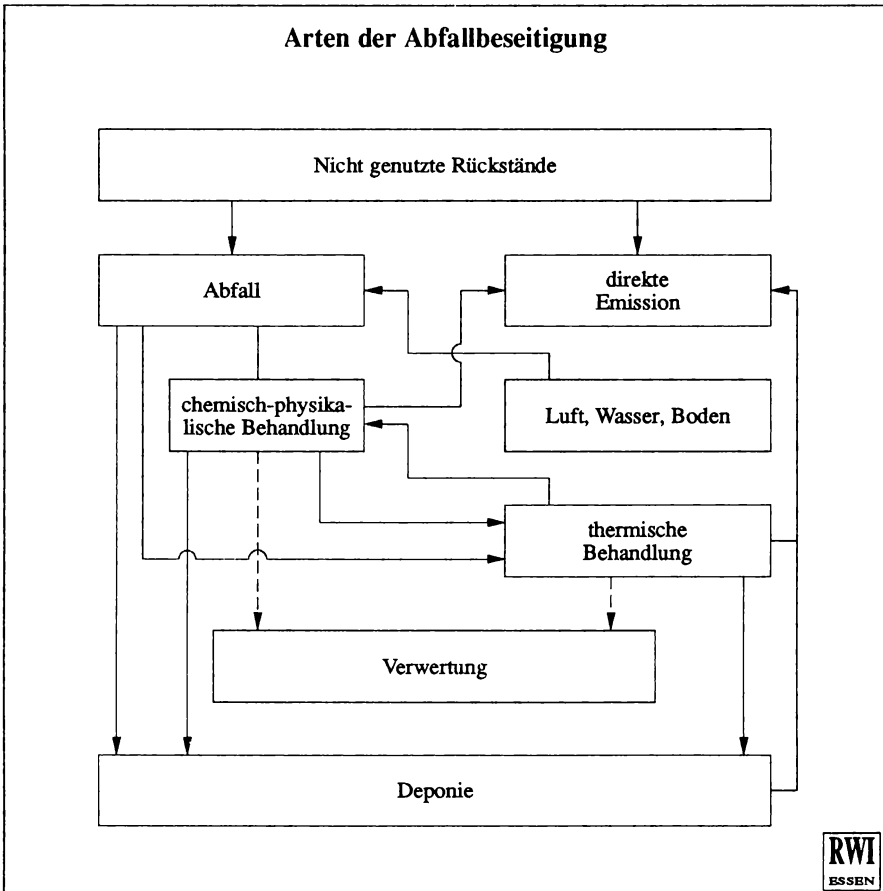 Arten der Abfallbeseitigung
Nicht genutzte Rückstände
Abfall
direkte
Emission
chemisch-physika-
lische Behandlung
Luft, Wasser, Boden
thermische
Behandlung
Verwertung
Deponie
RWI
ESSEN